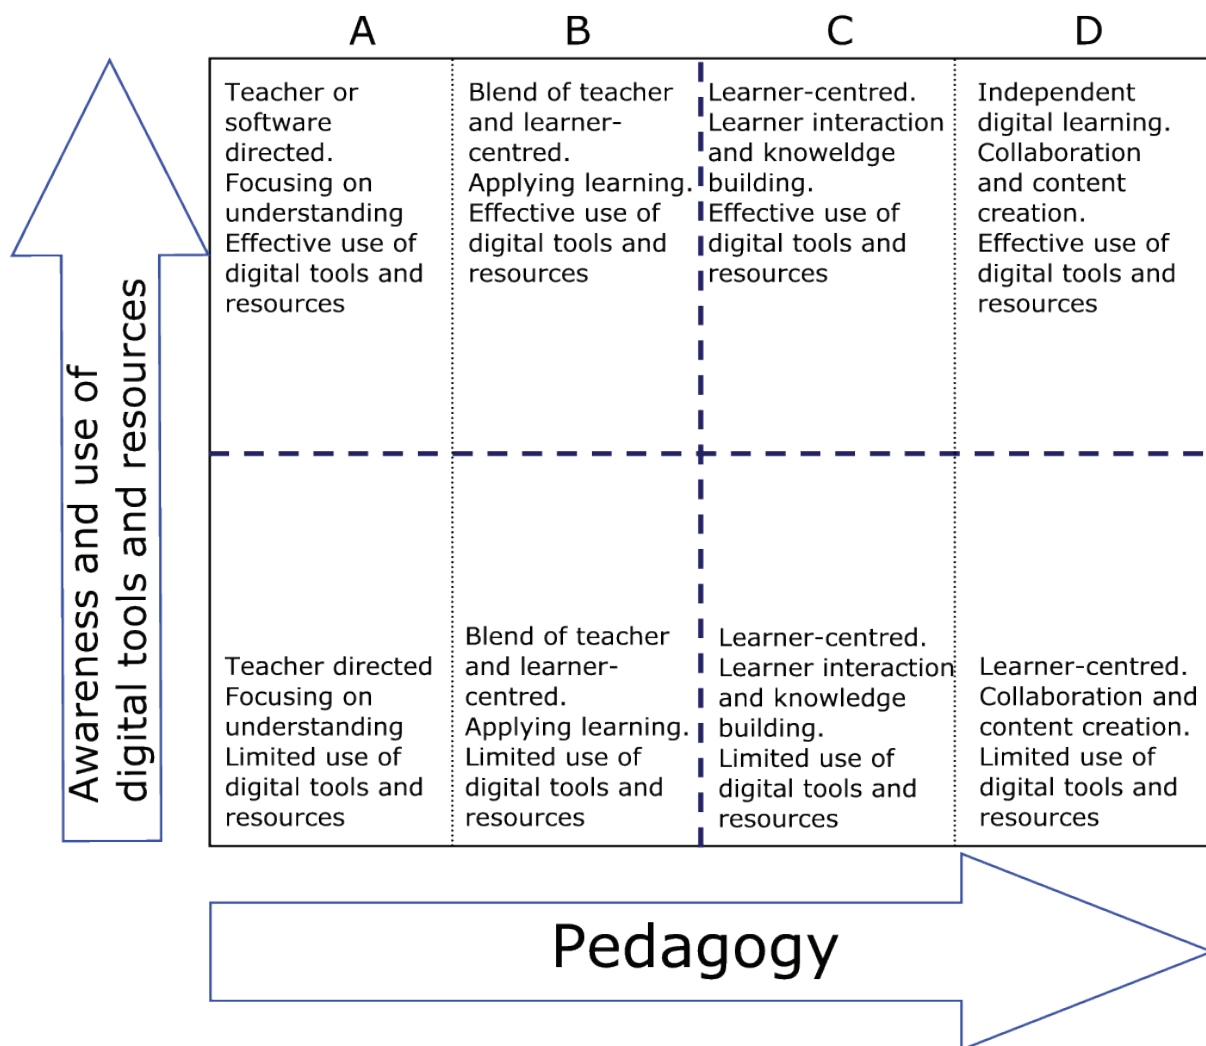 A
B
C
D
Teacher or
software
directed.
Focusing on
understanding
Effective use of
digital tools and
resources
Blend of teacher
and learner-
centred.
Applying learning.
Effective use of
digital tools and
resources
Learner-centred.
Learner interaction
and knoweldge
building.
Effective use of
digital tools and
resources
Independent
digital learning.
Collaboration
and content
creation.
Effective use of
digital tools and
resources
Awareness and use of
digital tools and resources
Teacher directed
Focusing on
understanding
Limited use of
digital tools and
resources
Blend of teacher
and learner-
centred.
Applying learning.
Limited use of
digital tools and
resources
Learner-centred.
Learner interaction
and knowledge
building.
Limited use of
digital tools and
resources
Learner-centred.
Collaboration and
content creation.
Limited use of
digital tools and
resources
Pedagogy